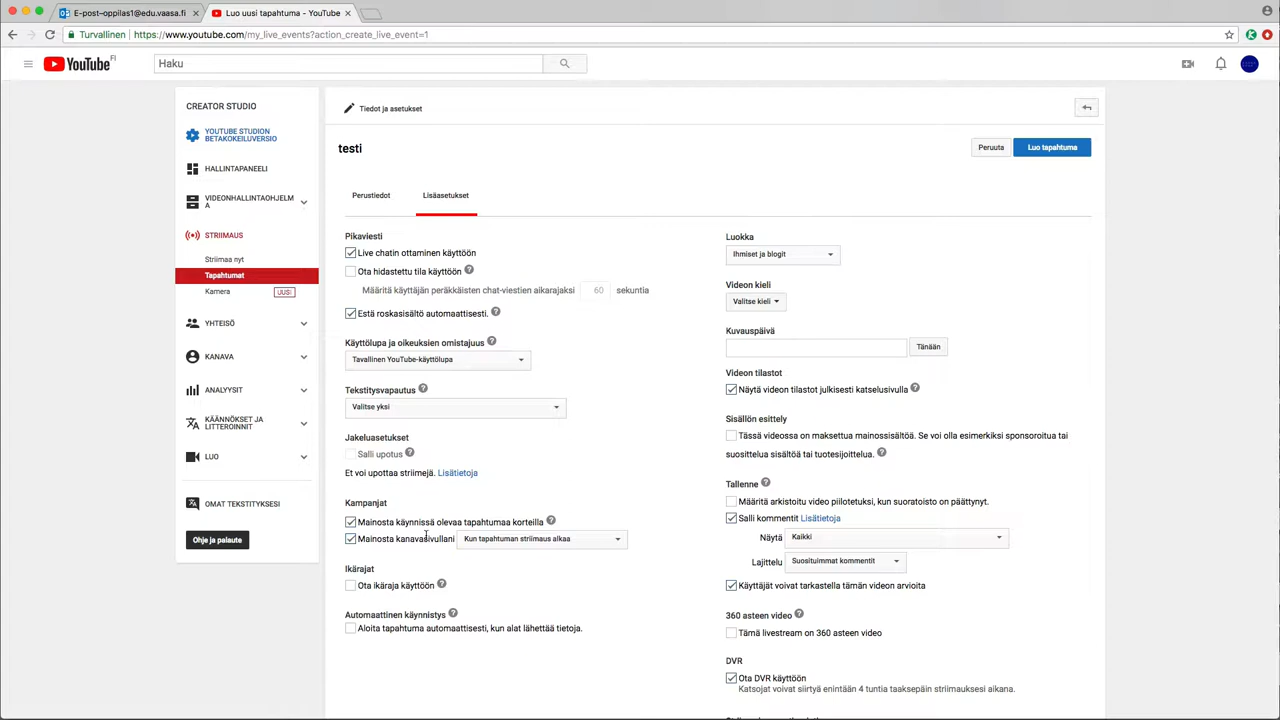 E-post-oppilas1@edu.vaasa.fi
Luo uusi tapahtuma - YouTube
Turvallinen
https://www.youtube.com/my_live_events?action_create_live_event=1
YouTube FI
Haku
CREATOR STUDIO
YOUTUBE STUDION
BETAKOKEILUVERSIO
HALLINTAPANEELI
VIDEONHALLINTAOHJELM
A
STRIIMAUS
Striimaa nyt
Tapahtumat
Kamera
UUSI
YHTEISÖ
KANAVA
ANALYYSIT
KÄÄNNÖKSET JA
LITTEROINNIT
LUO
OMAT TEKSTITYKSESI
Ohje ja palaute
Tiedot ja asetukset
testi
Peruuta
Luo tapahtuma
Perustiedot
Lisäasetukset
Pikaviesti
Live chatin ottaminen käyttöön
Ota hidastettu tila käyttöön
Määritä käyttäjän peräkkäisten chat-viestien aikarajaksi 60 sekuntia
Estä roskasisältö automaattisesti.
Käyttölupa ja oikeuksien omistajuus
Tavallinen YouTube-käyttölupa
Tekstitysvapautus
Valitse yksi
Jakeluasetukset
Salli upotus
Et voi upottaa striimejä. Lisätietoja
Kampanjat
Mainosta käynnissä olevaa tapahtumaa korteilla
Mainosta kanavasivullani Kun tapahtuman striimaus alkaa
Ikärajat
Ota ikäraja käyttöön
Automaattinen käynnistys
Aloita tapahtuma automaattisesti, kun alat lähettää tietoja.
Luokka
Ihmiset ja blogit
Videon kieli
Valitse kieli
Kuvauspäivä
Tänään
Videon tilastot
Näytä videon tilastot julkisesti katselusivulla
Sisällön esittely
Tässä videossa on maksettua mainossisältöä. Se voi olla esimerkiksi sponsoroitua tai
suosittelua sisältöä tai tuotesijoittelua.
Tallenne
Määritä arkistoitu video piilotetuksi, kun suoratoisto on päättynyt.
Salli kommentit Lisätietoja
Näytä Kaikki
Lajittelu Suosituimmat kommentit
Käyttäjät voivat tarkastella tämän videon arvioita
360 asteen video
Tämä livestream on 360 asteen video
DVR
Ota DVR käyttöön
Katsojat voivat siirtyä enintään 4 tuntia taaksepäin striimauksesi aikana.